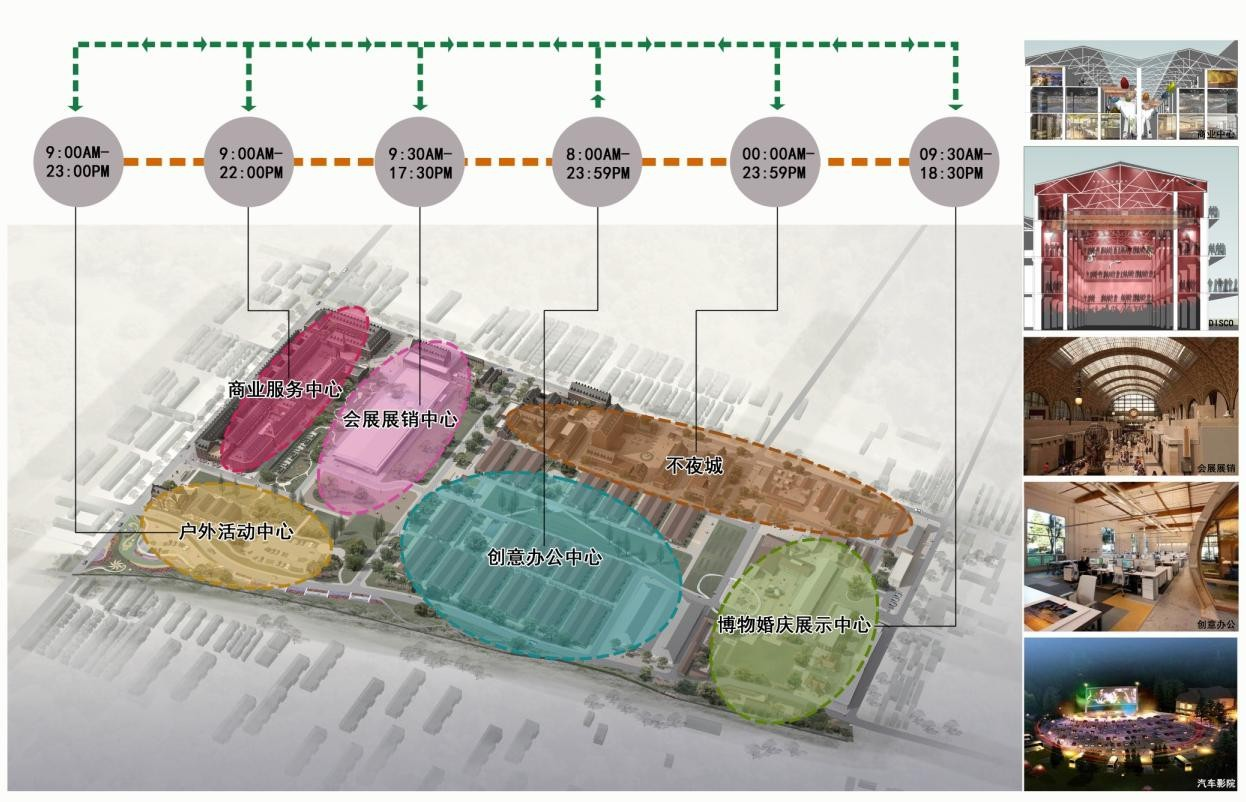 9:00AM-
23:00PM
9:00AM-
22:00PM
9:30AM-
17:30PM
8:00AM-
23:59PM
00:00AM-
23:59PM
09:30AM-
18:30PM
商业服务中心
会展展销中心
不夜城
户外活动中心
创意办公中心
博物婚庆展示中心
商业中心
DISCO
会展展销
创意办公
汽车影院